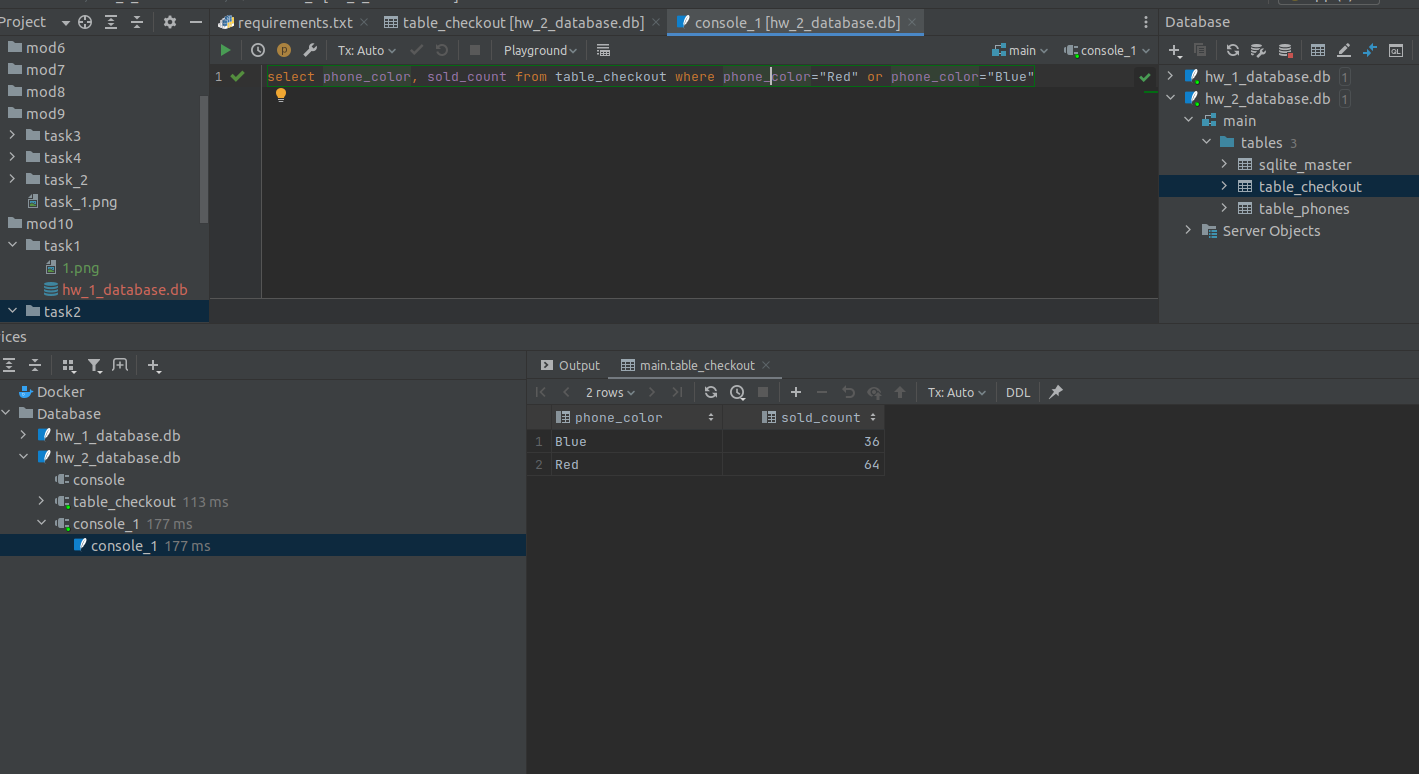 Project
requirements.txt
table_checkout [hw_2_database.db]
console_1 [hw_2_database.db]
Database
mod6
mod7
mod8
mod9
task3
task4
task_2
task_1.png
mod10
task1
1.png
hw_1_database.db
task2
Tx: Auto
Playground
main
console_1
1 select phone_color, sold_count from table_checkout where phone_color="Red" or phone_color="Blue"
hw_1_database.db 1
hw_2_database.db 1
main
tables 3
sqlite_master
table_checkout
table_phones
Server Objects
ices
Docker
Database
hw_1_database.db
hw_2_database.db
console
table_checkout 113 ms
console_1 177 ms
console_1 177 ms
Output
main.table_checkout
2 rows
Tx: Auto
DDL
phone_color sold_count
1 Blue 36
2 Red 64